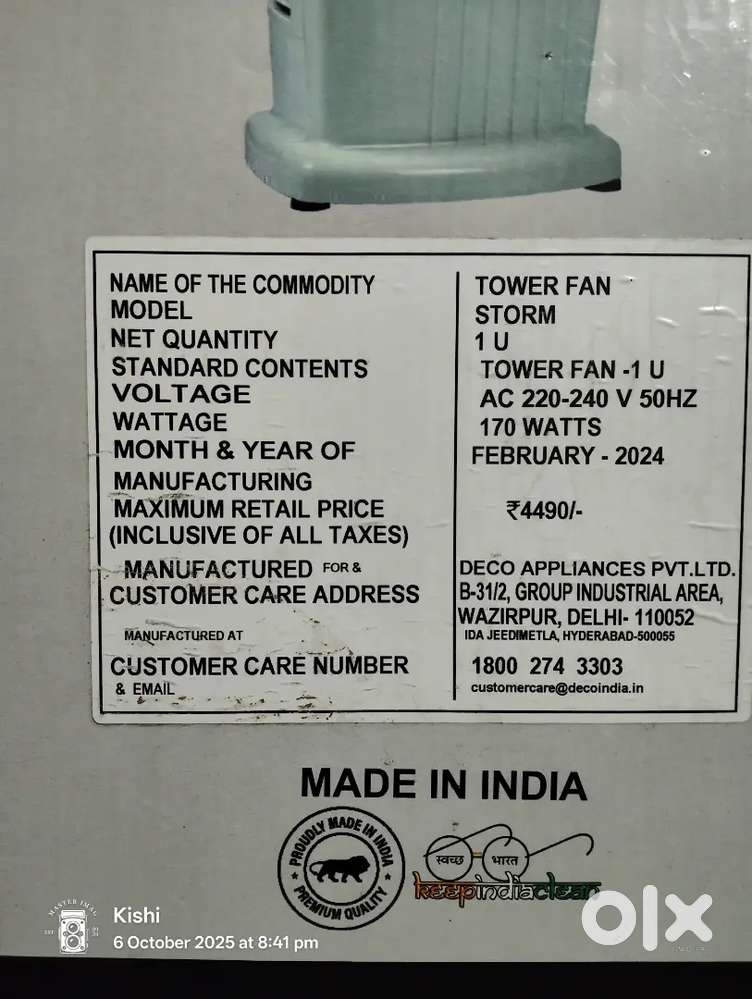 NAME OF THE COMMODITY TOWER FAN
MODEL STORM
NET QUANTITY 1 U
STANDARD CONTENTS TOWER FAN -1 U
VOLTAGE AC 220-240 V 50HZ
WATTAGE 170 WATTS
MONTH & YEAR OF FEBRUARY - 2024
MANUFACTURING
MAXIMUM RETAIL PRICE ₹4490/-
(INCLUSIVE OF ALL TAXES)
MANUFACTURED FOR & DECO APPLIANCES PVT.LTD.
CUSTOMER CARE ADDRESS B-31/2, GROUP INDUSTRIAL AREA,
WAZIRPUR, DELHI- 110052
MANUFACTURED AT IDA JEEDIMETLA, HYDERABAD-500055
CUSTOMER CARE NUMBER 1800 274 3303
& EMAIL customercare@decoindia.in
MADE IN INDIA
PROUDLY MADE IN INDIA
PREMIUM QUALITY
स्वच्छ भारत
keepindiaclean
olx
MASTER IMAG
Kishi
6 October 2025 at 8:41 pm